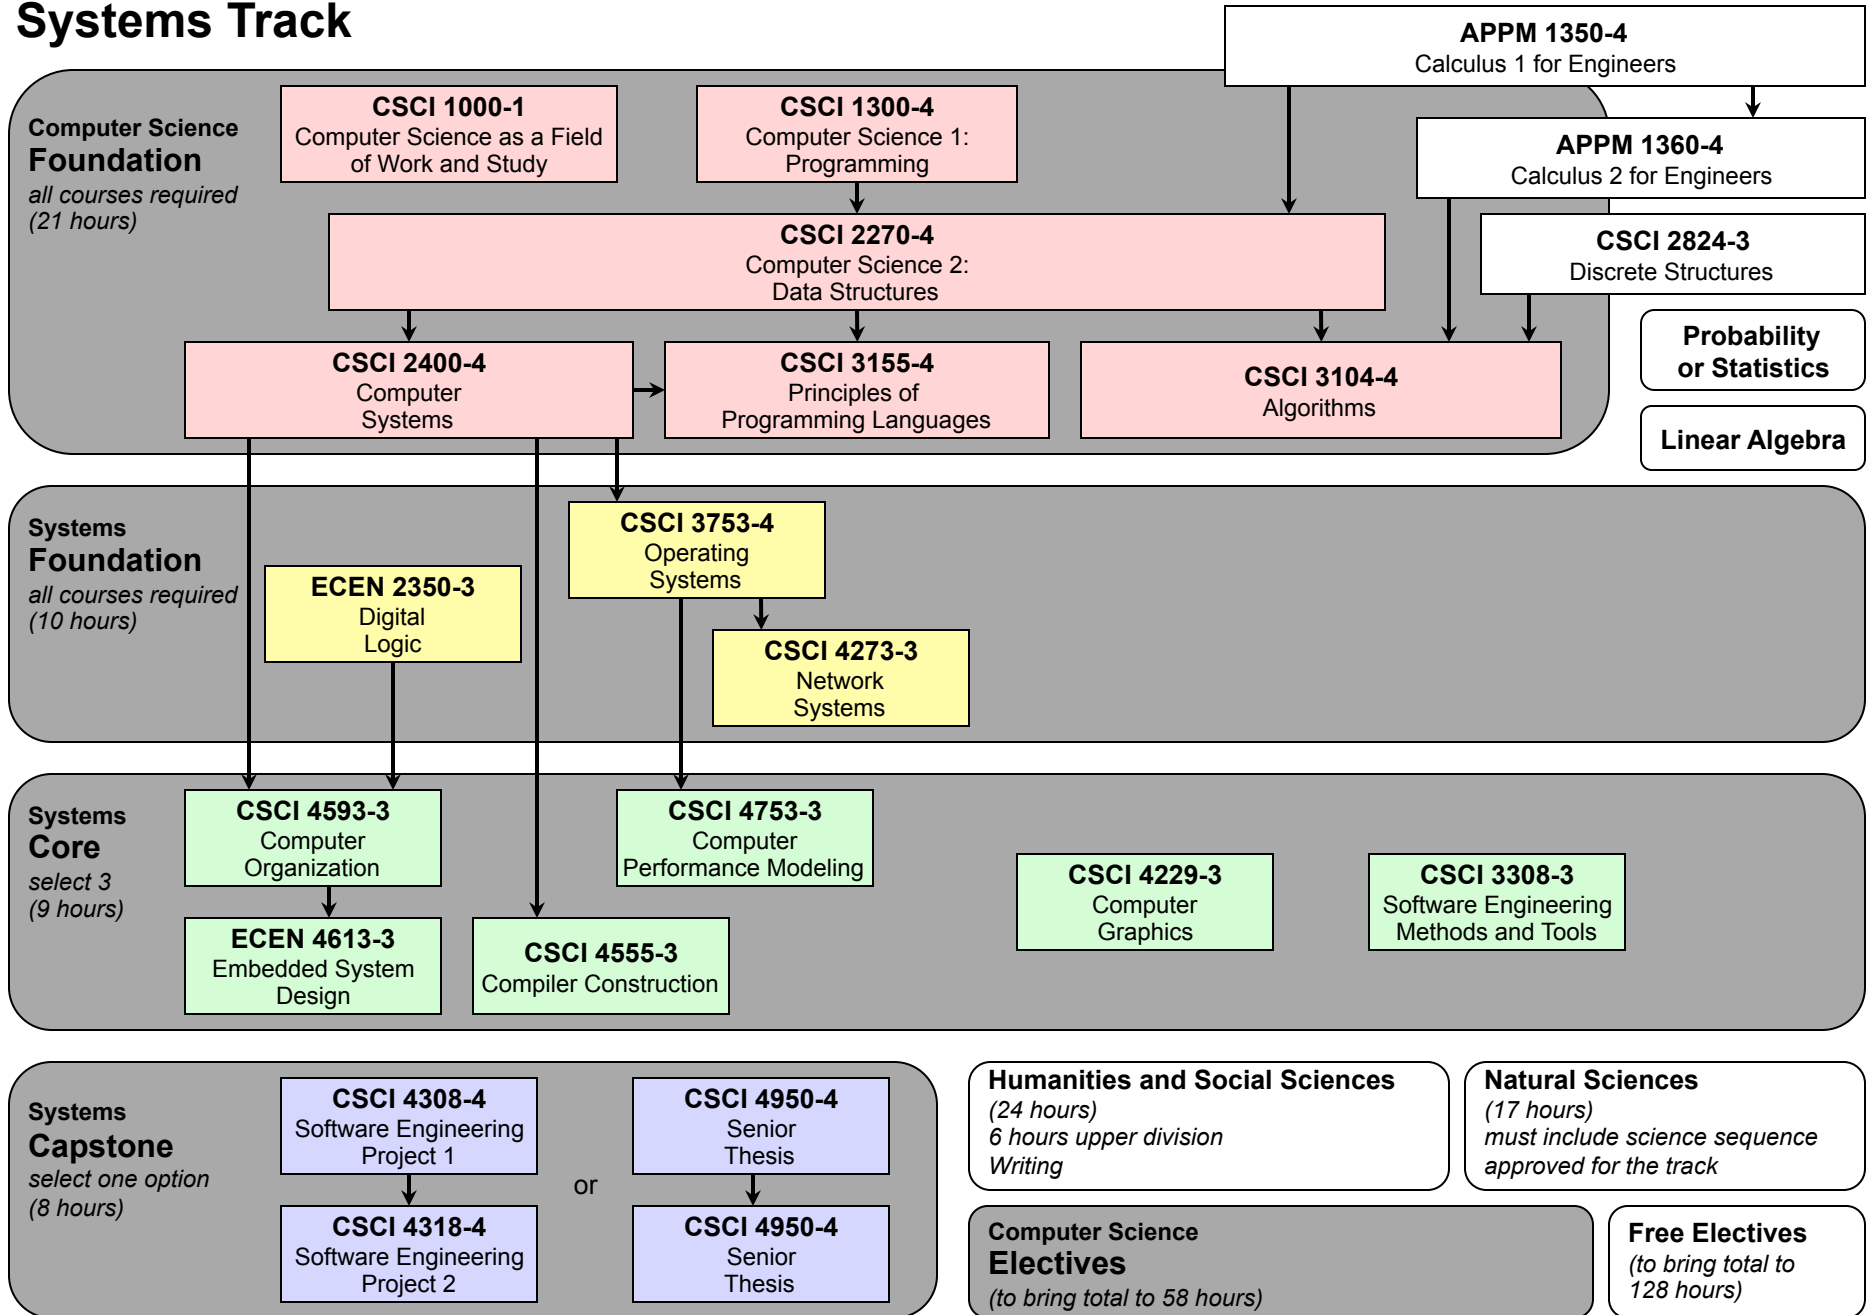 Systems Track
APPM 1350-4
Calculus 1 for Engineers
Computer Science
Foundation
all courses required
(21 hours)
CSCI 1000-1
Computer Science as a Field
of Work and Study
CSCI 1300-4
Computer Science 1:
Programming
APPM 1360-4
Calculus 2 for Engineers
CSCI 2270-4
Computer Science 2:
Data Structures
CSCI 2824-3
Discrete Structures
CSCI 2400-4
Computer
Systems
CSCI 3155-4
Principles of
Programming Languages
CSCI 3104-4
Algorithms
Probability
or Statistics
Linear Algebra
Systems
Foundation
all courses required
(10 hours)
ECEN 2350-3
Digital
Logic
CSCI 3753-4
Operating
Systems
CSCI 4273-3
Network
Systems
Systems
Core
select 3
(9 hours)
CSCI 4593-3
Computer
Organization
CSCI 4753-3
Computer
Performance Modeling
CSCI 4229-3
Computer
Graphics
CSCI 3308-3
Software Engineering
Methods and Tools
ECEN 4613-3
Embedded System
Design
CSCI 4555-3
Compiler Construction
Systems
Capstone
select one option
(8 hours)
CSCI 4308-4
Software Engineering
Project 1
or
CSCI 4950-4
Senior
Thesis
CSCI 4318-4
Software Engineering
Project 2
CSCI 4950-4
Senior
Thesis
Humanities and Social Sciences
(24 hours)
6 hours upper division
Writing
Natural Sciences
(17 hours)
must include science sequence
approved for the track
Computer Science
Electives
(to bring total to 58 hours)
Free Electives
(to bring total to
128 hours)